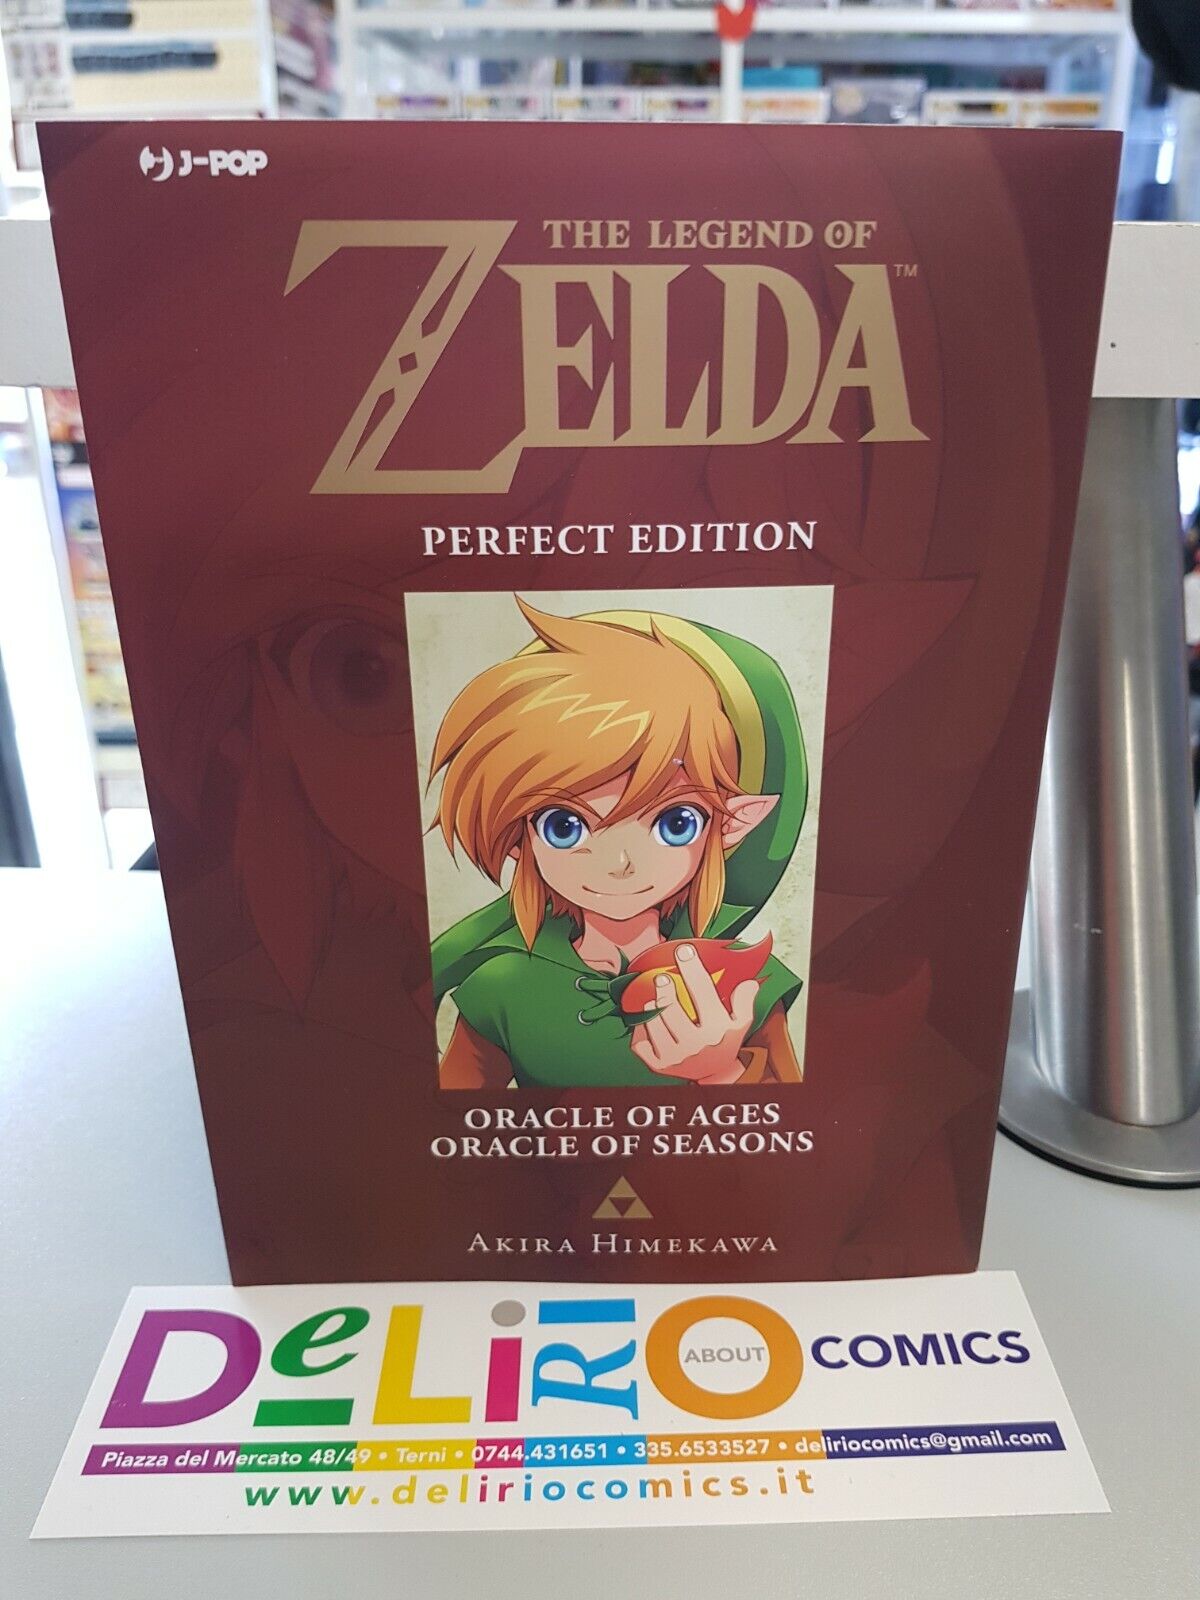 J-POP
THE LEGEND OF
ZELDA™
PERFECT EDITION
ORACLE OF AGES
ORACLE OF SEASONS
AKIRA HIMEKAWA
DeLiRiO ABOUT COMICS
Piazza del Mercato 48/49 • Terni • 0744.431651 • 335.6533527 • deliriocomics@gmail.com
www.deliriocomics.it